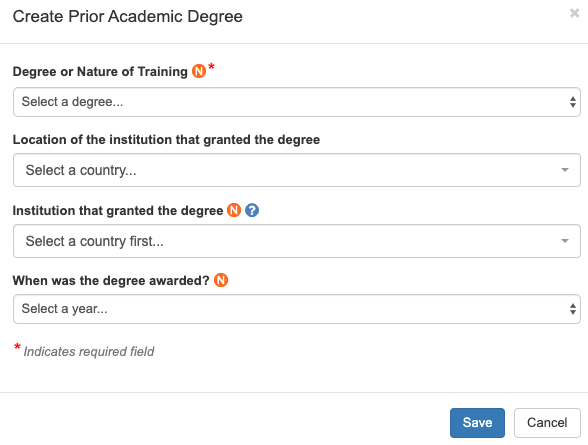 Create Prior Academic Degree ×
Degree or Nature of Training N *
Select a degree...
Location of the institution that granted the degree
Select a country...
Institution that granted the degree N ?
Select a country first...
When was the degree awarded? N
Select a year...
* Indicates required field
Save Cancel